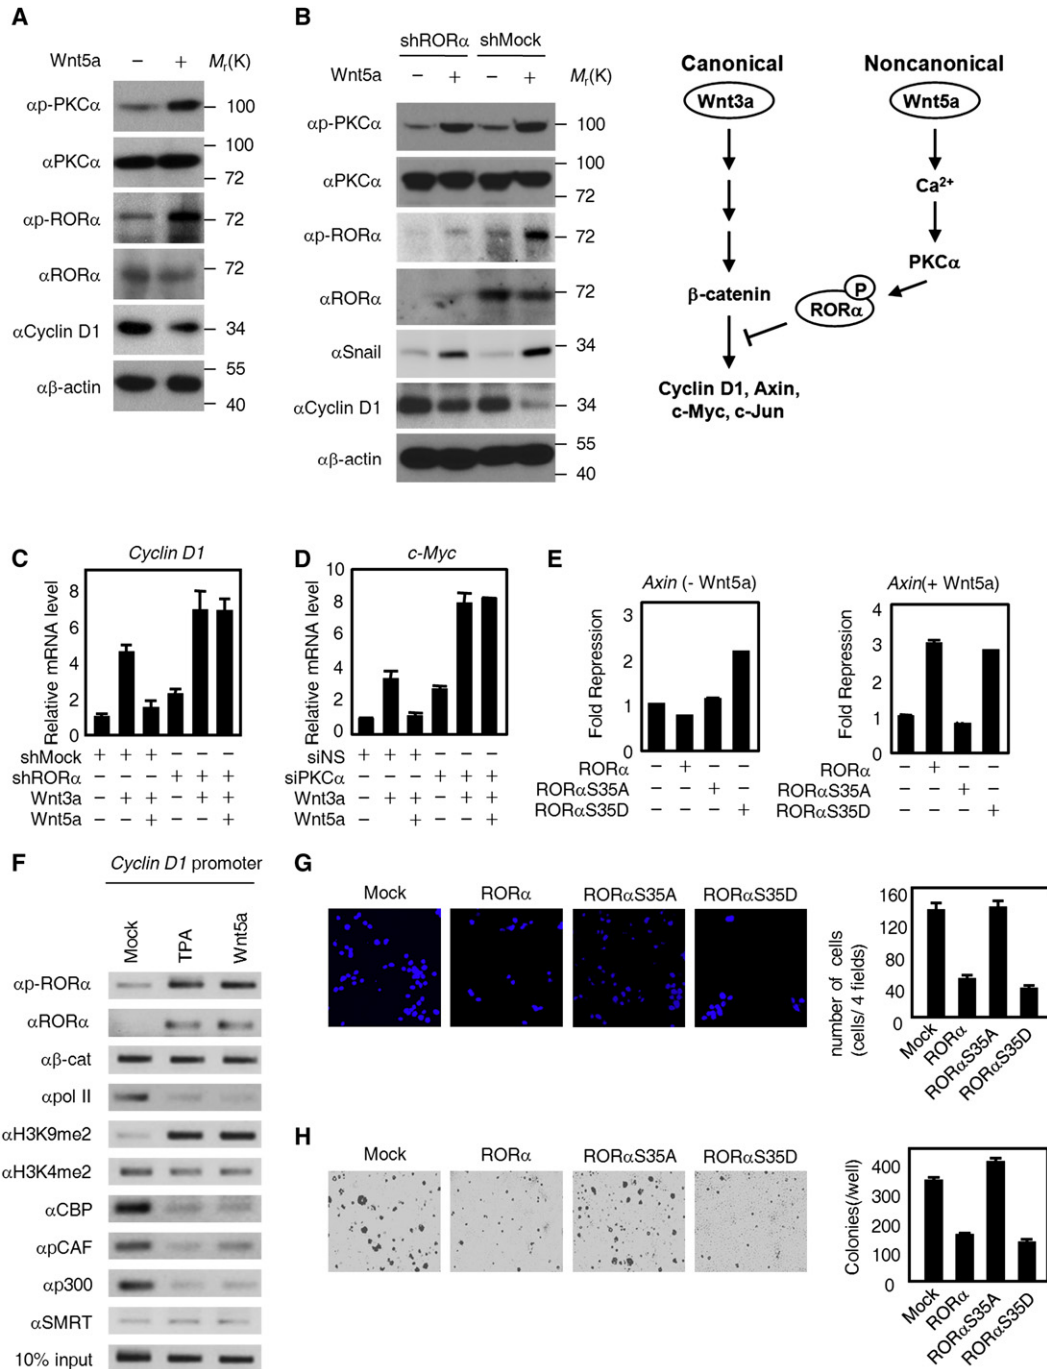 A
Wnt5a − + Mr(K)
αp-PKCα 100
αPKCα 100 72
αp-RORα 72
αRORα 72
αCyclin D1 34
αβ-actin 55 40
B
shRORα shMock
Wnt5a − + − + Mr(K)
αp-PKCα 100
αPKCα 100 72
αp-RORα 72
αRORα 72
αSnail 34
αCyclin D1 34
αβ-actin 55 40
Canonical Noncanonical
Wnt3a Wnt5a
Ca2+
PKCα
β-catenin
P
RORα
Cyclin D1, Axin,
c-Myc, c-Jun
C
Cyclin D1
Relative mRNA level
8
6
4
2
0
shMock + + + − − −
shRORα − − − + + +
Wnt3a − + + − + +
Wnt5a − − + − − +
D
c-Myc
Relative mRNA level
10
8
6
4
2
0
siNS + + + − − −
siPKCα − − − + + +
Wnt3a − + + − + +
Wnt5a − − + − − +
E
Axin (- Wnt5a)
Fold Repression
3
2
1
0
RORα − + − −
RORαS35A − − + −
RORαS35D − − − +
Axin(+ Wnt5a)
Fold Repression
4
3
2
1
0
RORα − + − −
RORαS35A − − + −
RORαS35D − − − +
F
Cyclin D1 promoter
Mock TPA Wnt5a
αp-RORα
αRORα
αβ-cat
αpol II
αH3K9me2
αH3K4me2
αCBP
αpCAF
αp300
αSMRT
10% input
G
Mock RORα RORαS35A RORαS35D
number of cells
(cells/ 4 fields)
160
120
80
40
0
Mock RORα RORαS35A RORαS35D
H
Mock RORα RORαS35A RORαS35D
Colonies(/well)
400
300
200
100
0
Mock RORα RORαS35A RORαS35D